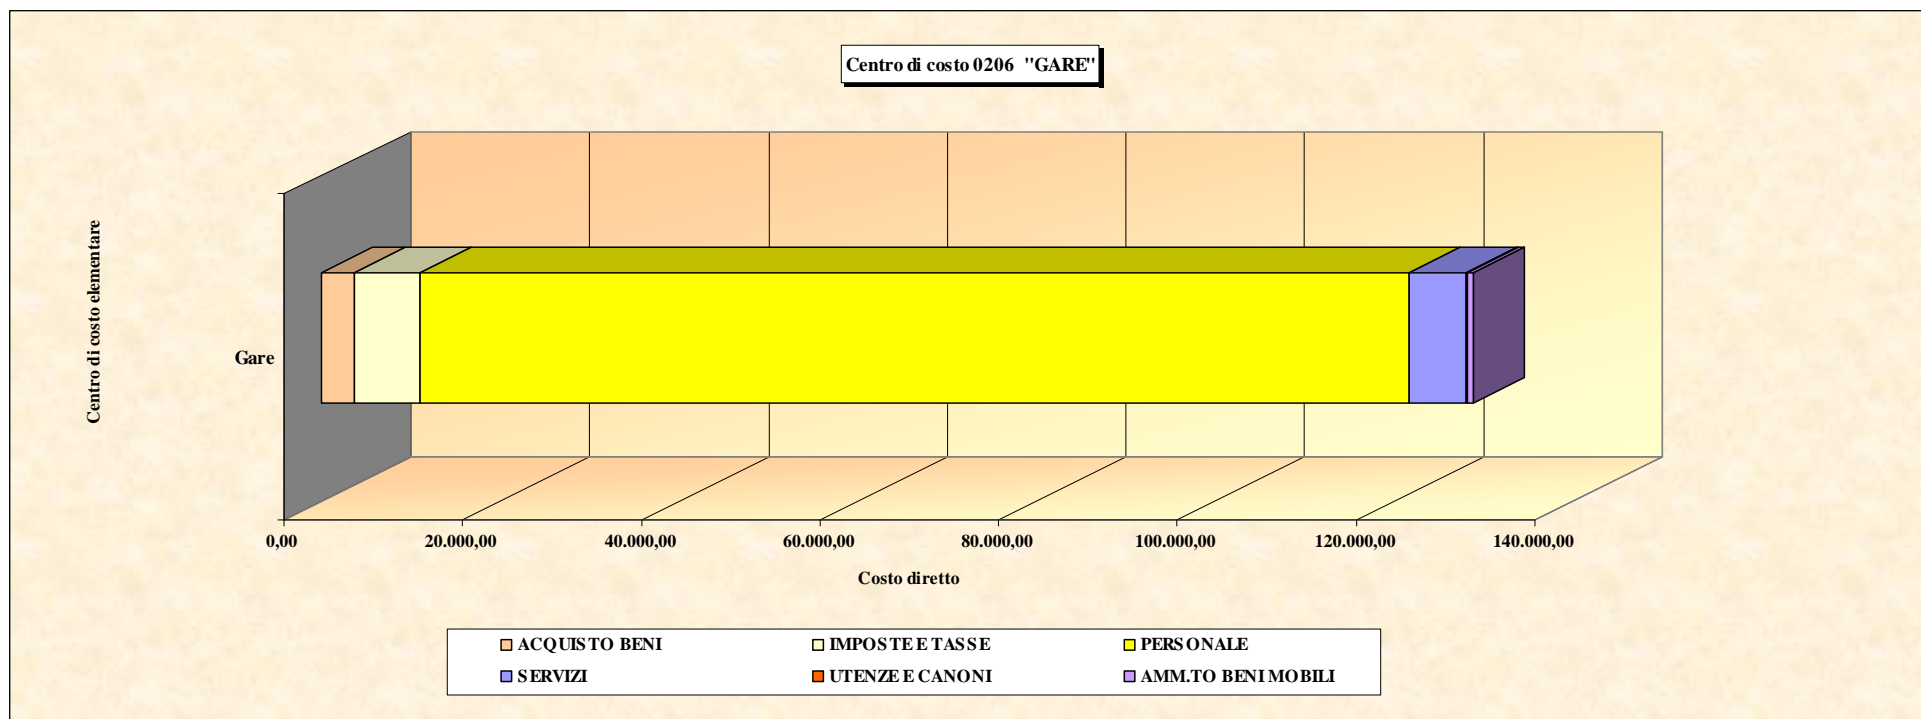 Centro di costo 0206 "GARE"
Centro di costo elementare
Gare
0,00 20.000,00 40.000,00 60.000,00 80.000,00 100.000,00 120.000,00 140.000,00
Costo diretto
ACQUISTO BENI IMPOSTE E TASSE PERSONALE
SERVIZI UTENZE E CANONI AMM.TO BENI MOBILI